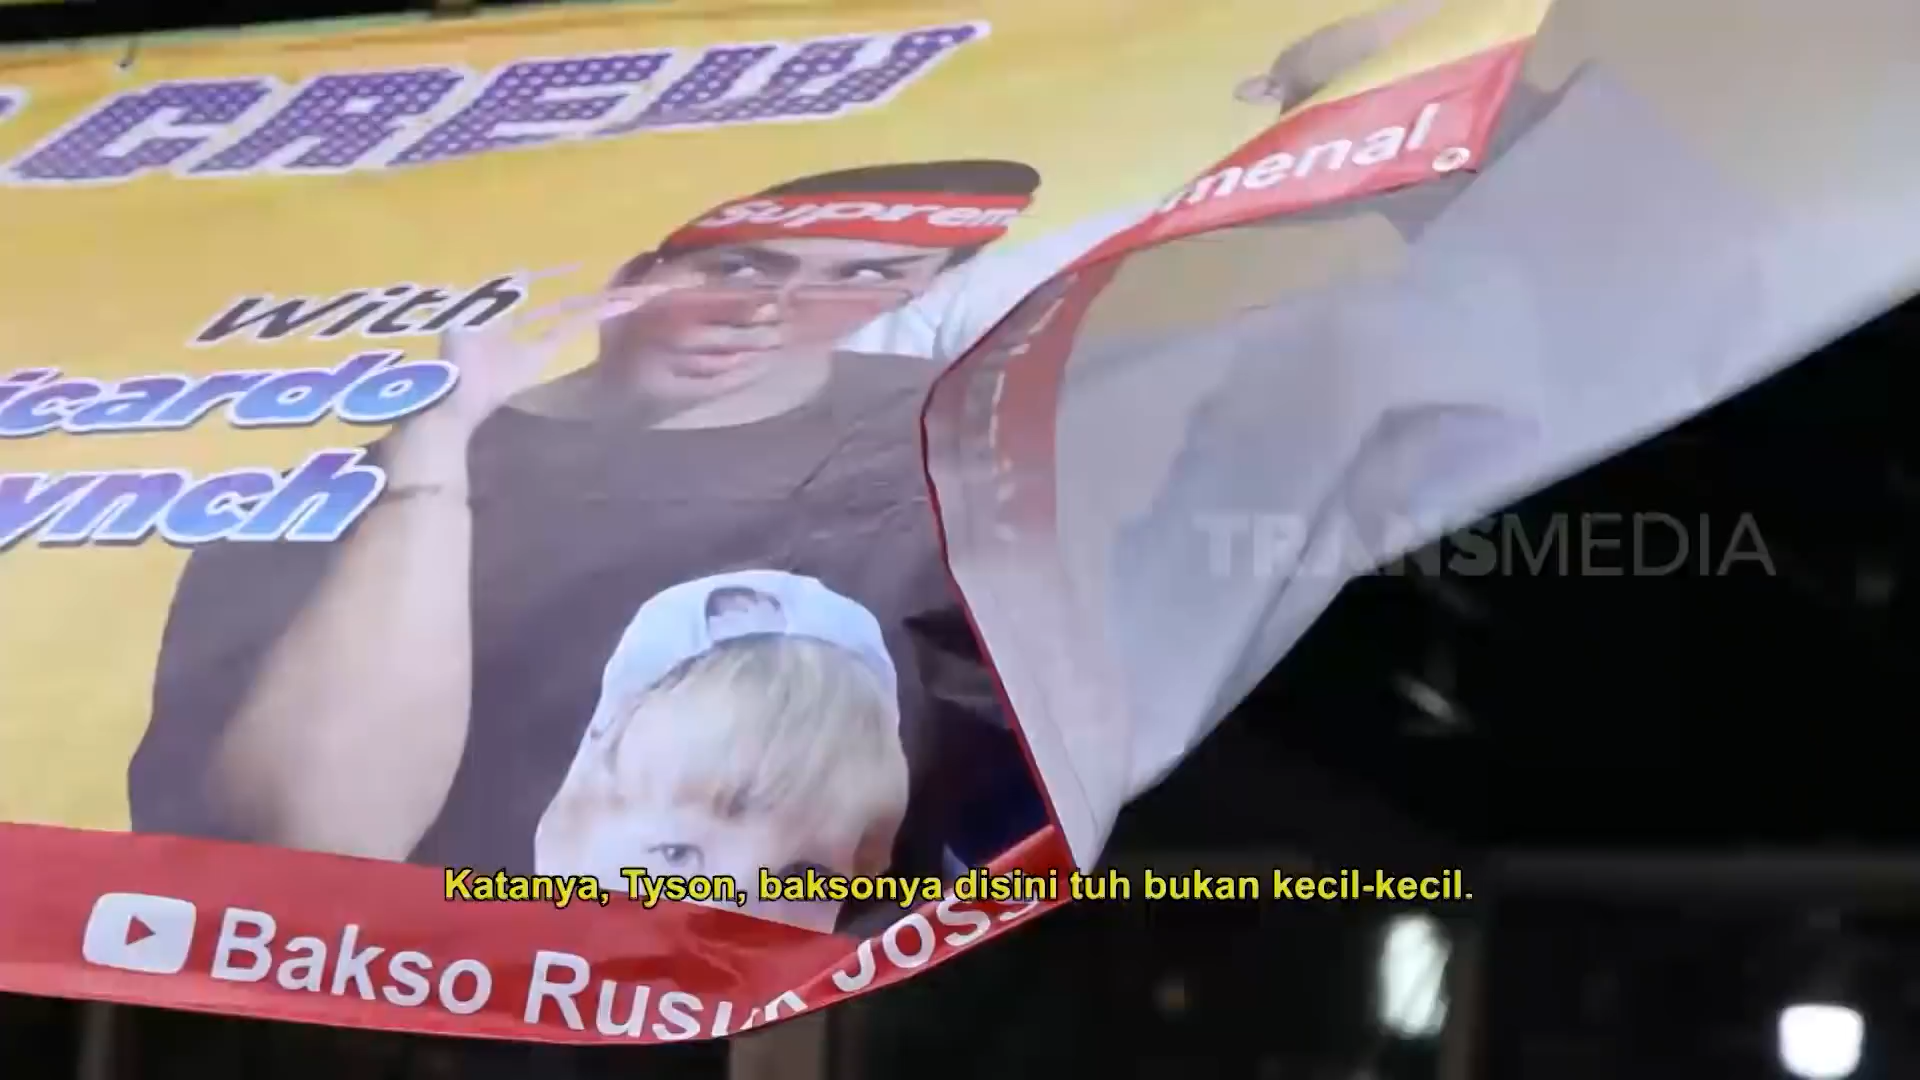 CREW
Suprem
menal
with
icardo
ynch
TRANSMEDIA
Katanya, Tyson, baksonya disini tuh bukan kecil-kecil.
Bakso Rusun JOSS